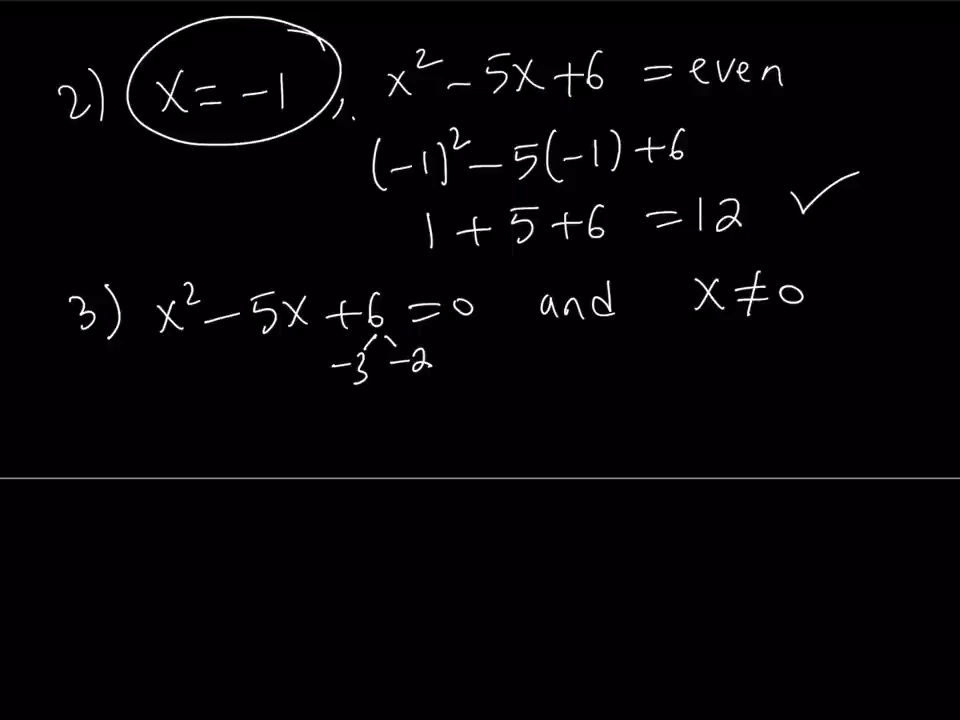 2) x = -1, x² - 5x + 6 = even
(-1)² - 5(-1) + 6
1 + 5 + 6 = 12 ✓
3) x² - 5x + 6 = 0 and x ≠ 0
-3 -2